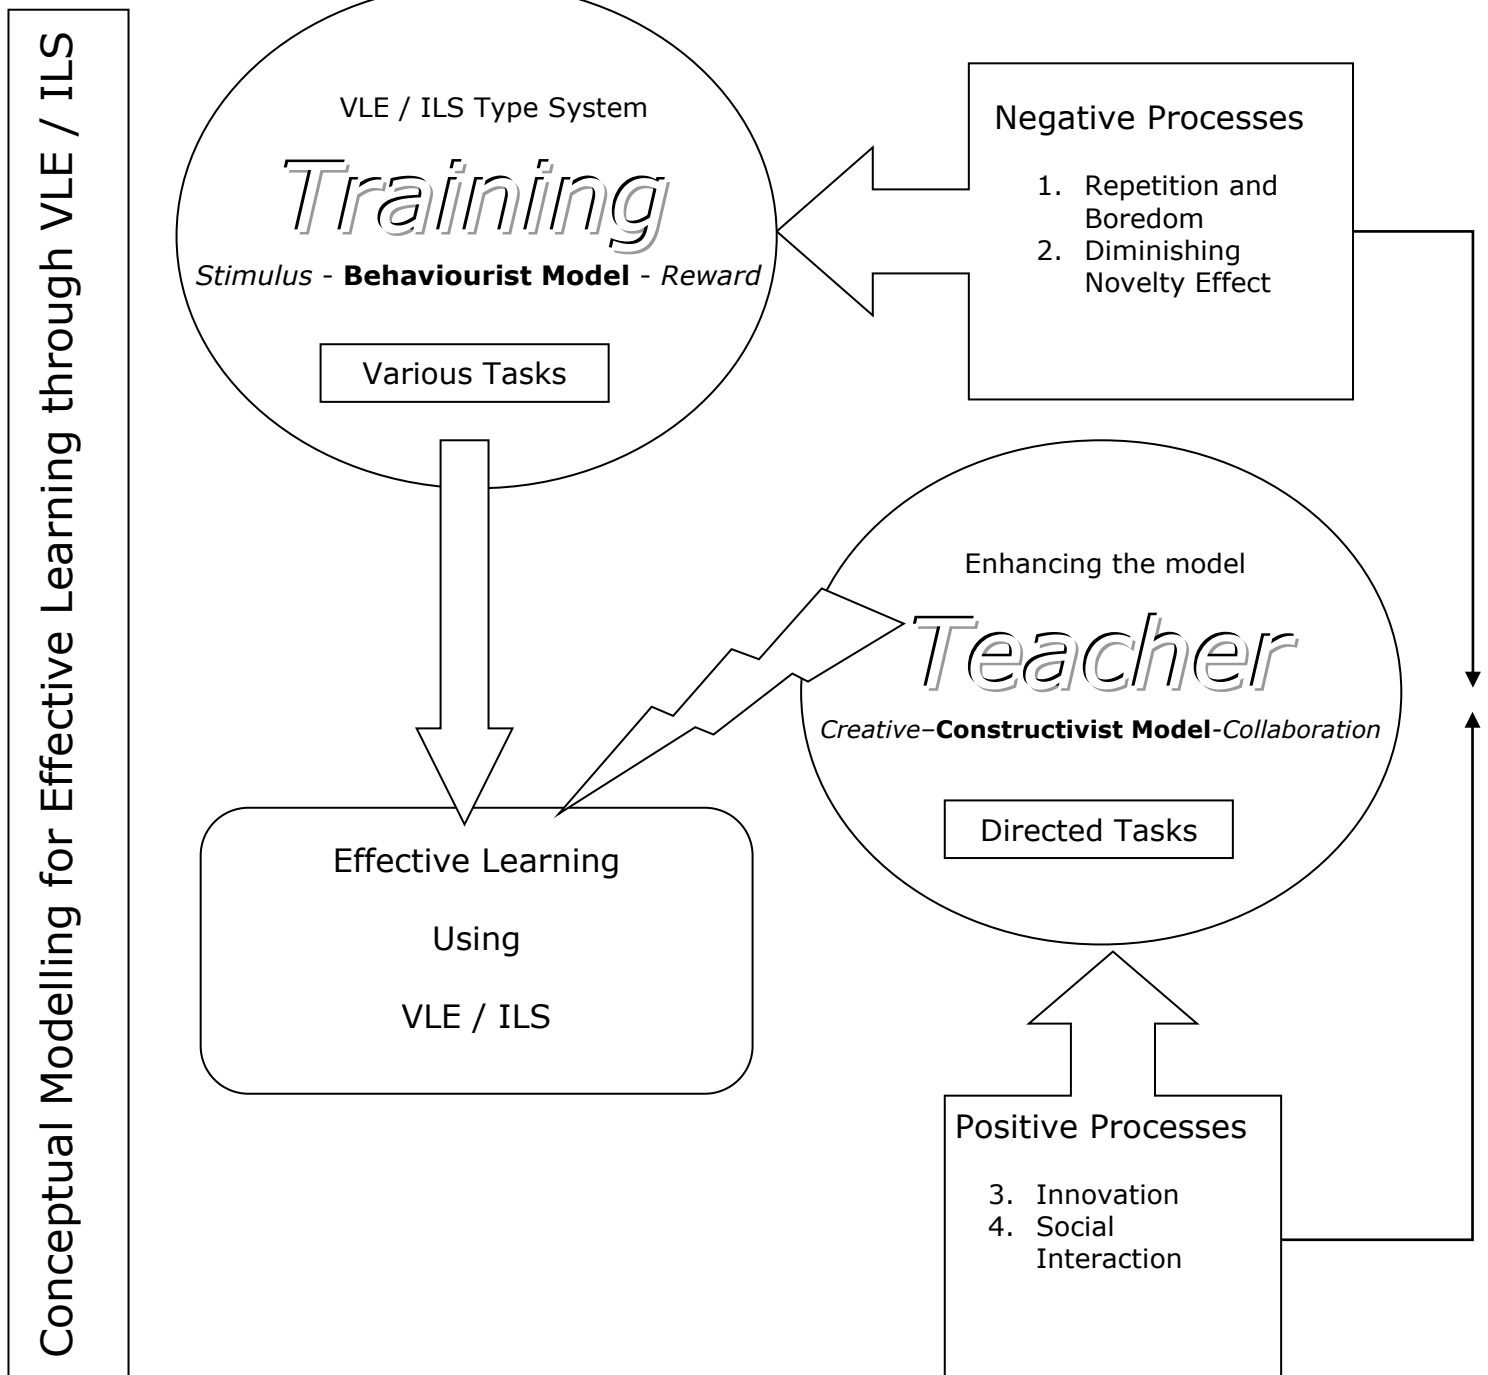 Conceptual Modelling for Effective Learning through VLE / ILS
VLE / ILS Type System
Training
Stimulus - Behaviourist Model - Reward
Various Tasks
Negative Processes
1. Repetition and
Boredom
2. Diminishing
Novelty Effect
Enhancing the model
Teacher
Creative–Constructivist Model-Collaboration
Directed Tasks
Effective Learning
Using
VLE / ILS
Positive Processes
3. Innovation
4. Social
Interaction